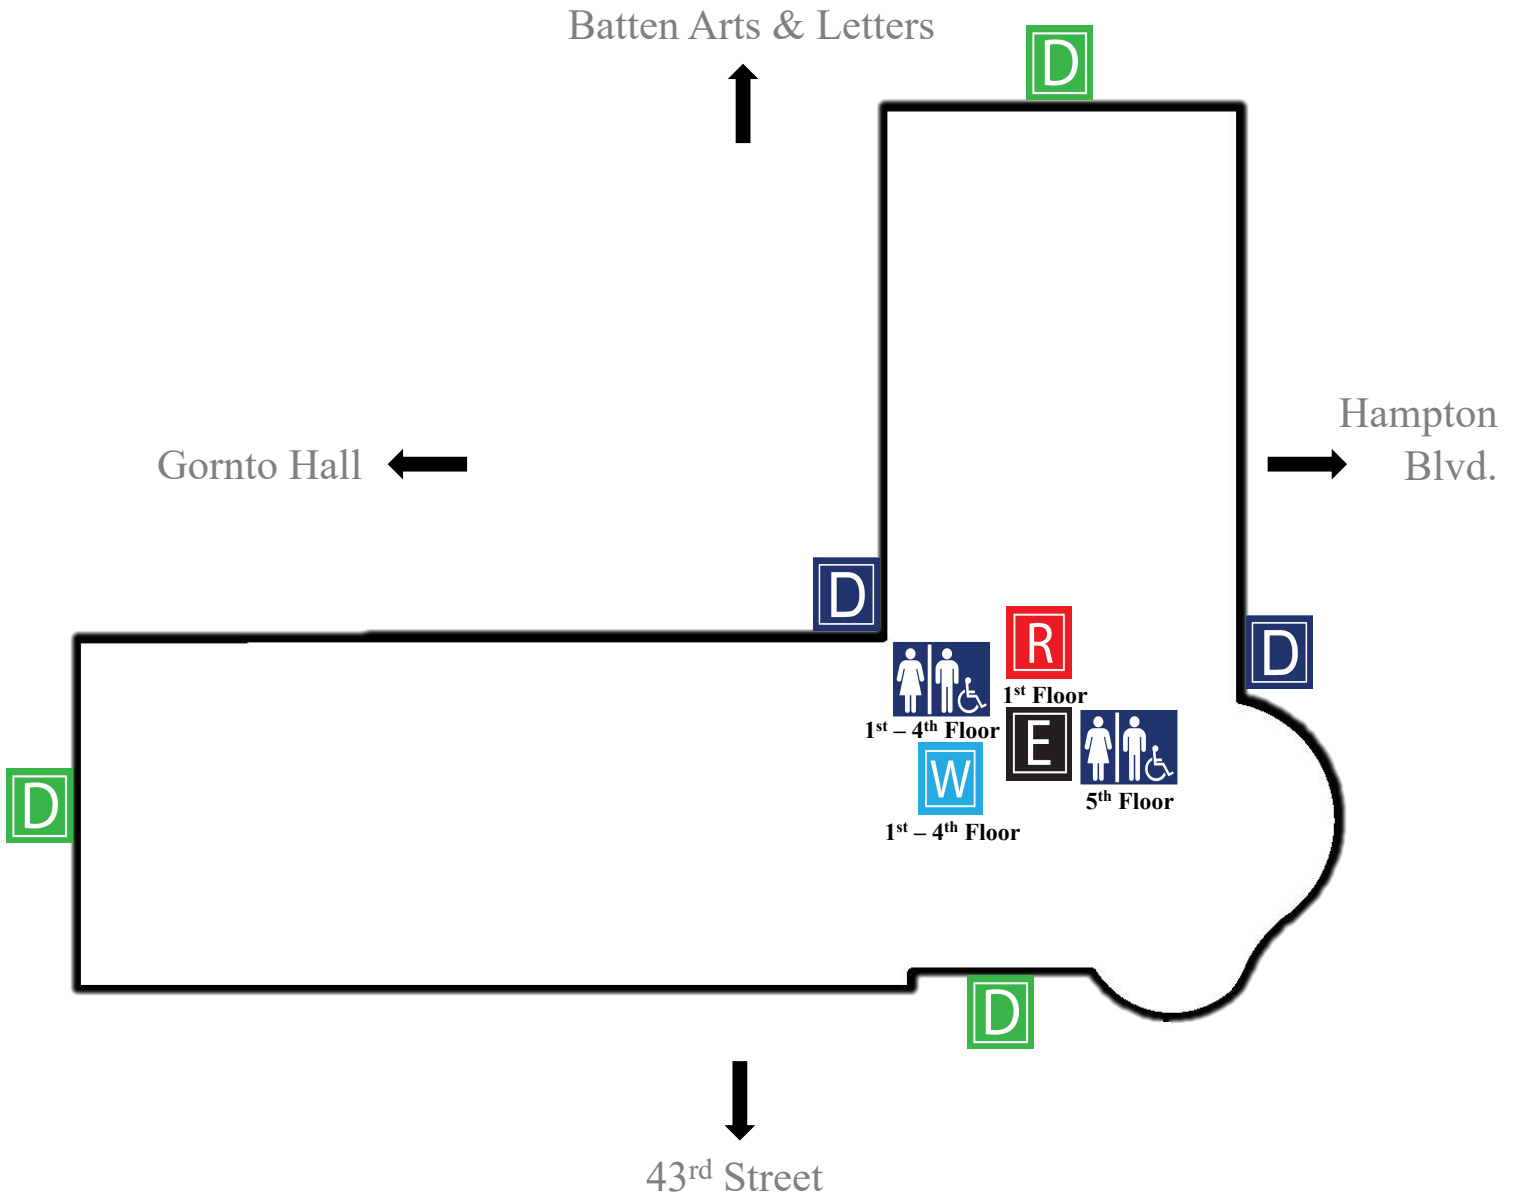 Batten Arts & Letters
D
Hampton
Blvd.
Gornto Hall
D
R
D
1st Floor
1st – 4th Floor
E
W
D
5th Floor
1st – 4th Floor
D
43rd Street